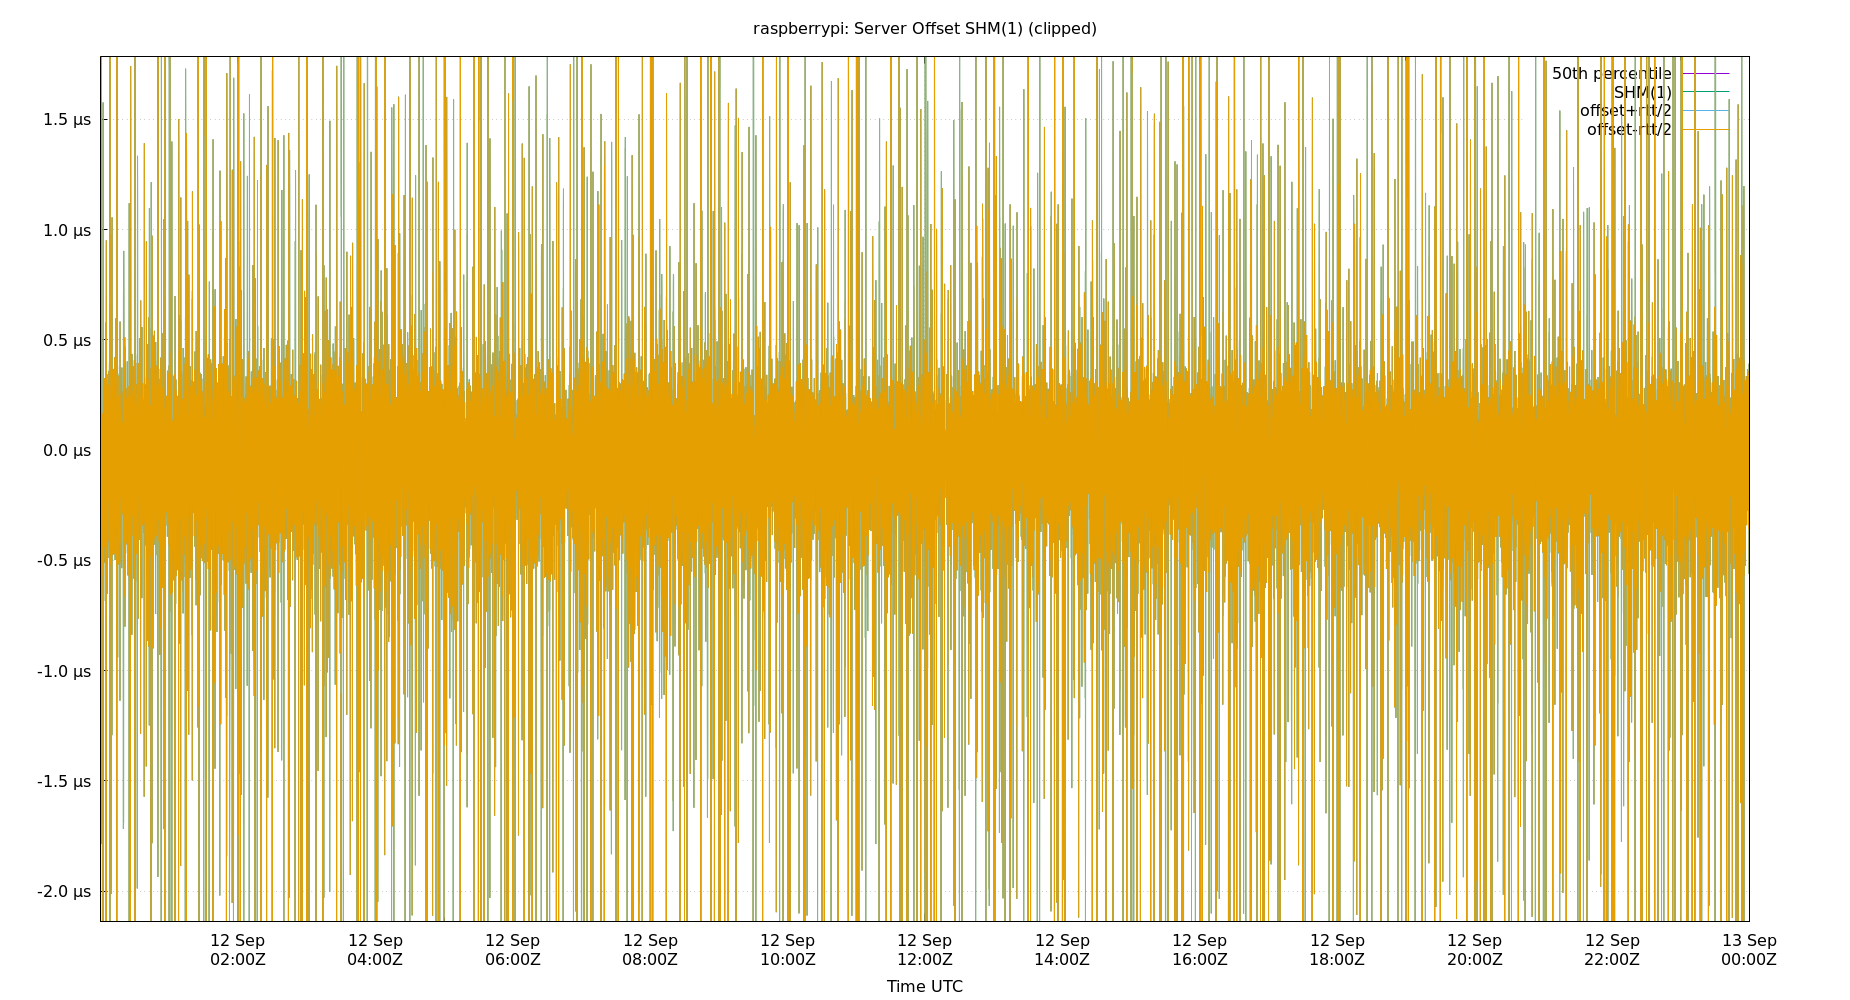 raspberrypi: Server Offset SHM(1) (clipped)
50th percentile
SHM(1)
offset+rtt/2
offset-rtt/2
1.5 µs
1.0 µs
0.5 µs
0.0 µs
-0.5 µs
-1.0 µs
-1.5 µs
-2.0 µs
12 Sep 12 Sep 12 Sep 12 Sep 12 Sep 12 Sep 12 Sep 12 Sep 12 Sep 12 Sep 12 Sep 13 Sep
02:00Z 04:00Z 06:00Z 08:00Z 10:00Z 12:00Z 14:00Z 16:00Z 18:00Z 20:00Z 22:00Z 00:00Z
Time UTC